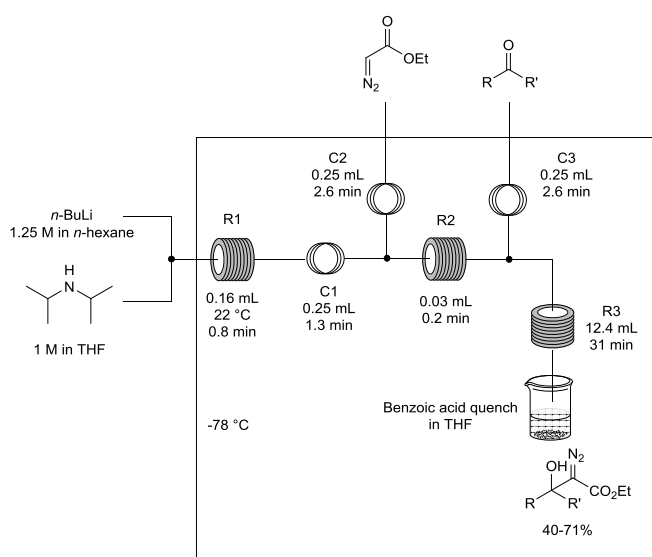 O
OEt
N2
O
R R'
C2
0.25 mL
2.6 min
C3
0.25 mL
2.6 min
n-BuLi
1.25 M in n-hexane
R1
R2
H
N
1 M in THF
0.16 mL
22 °C
0.8 min
C1
0.25 mL
1.3 min
0.03 mL
0.2 min
R3
12.4 mL
31 min
Benzoic acid quench
in THF
-78 °C
N2
OH
CO2Et
R R'
40-71%